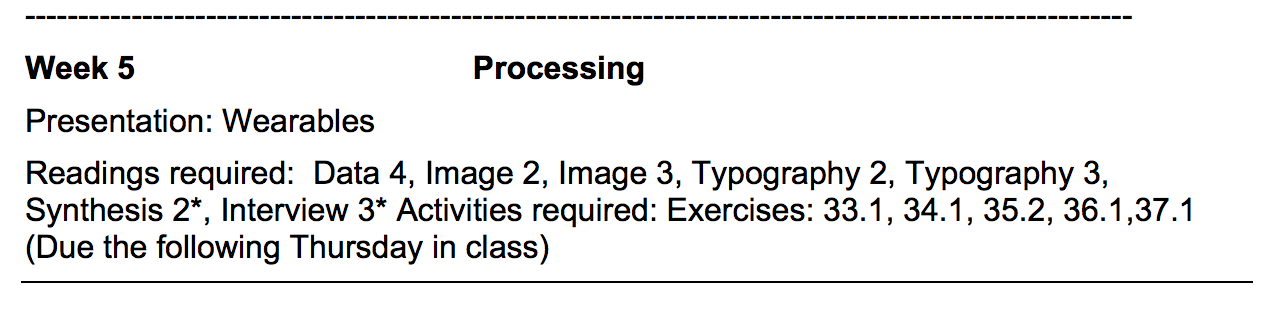 -----------------------------------------------------------------------------------------------------------
Week 5 Processing
Presentation: Wearables
Readings required:  Data 4, Image 2, Image 3, Typography 2, Typography 3,
Synthesis 2*, Interview 3* Activities required: Exercises: 33.1, 34.1, 35.2, 36.1,37.1
(Due the following Thursday in class)